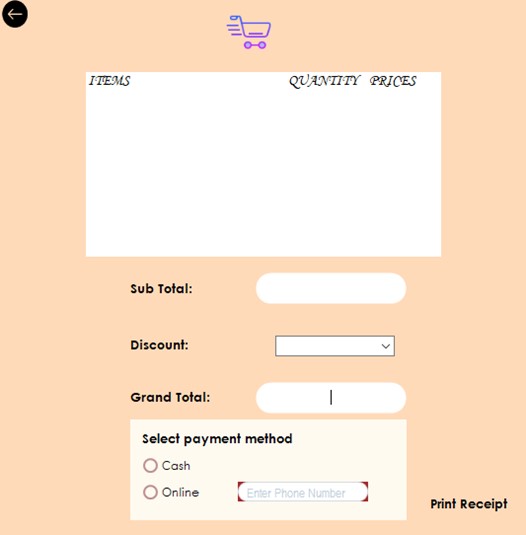 ITEMS QUANTITY PRICES
Sub Total:
Discount:
Grand Total:
Select payment method
Cash
Online Enter Phone Number
Print Receipt